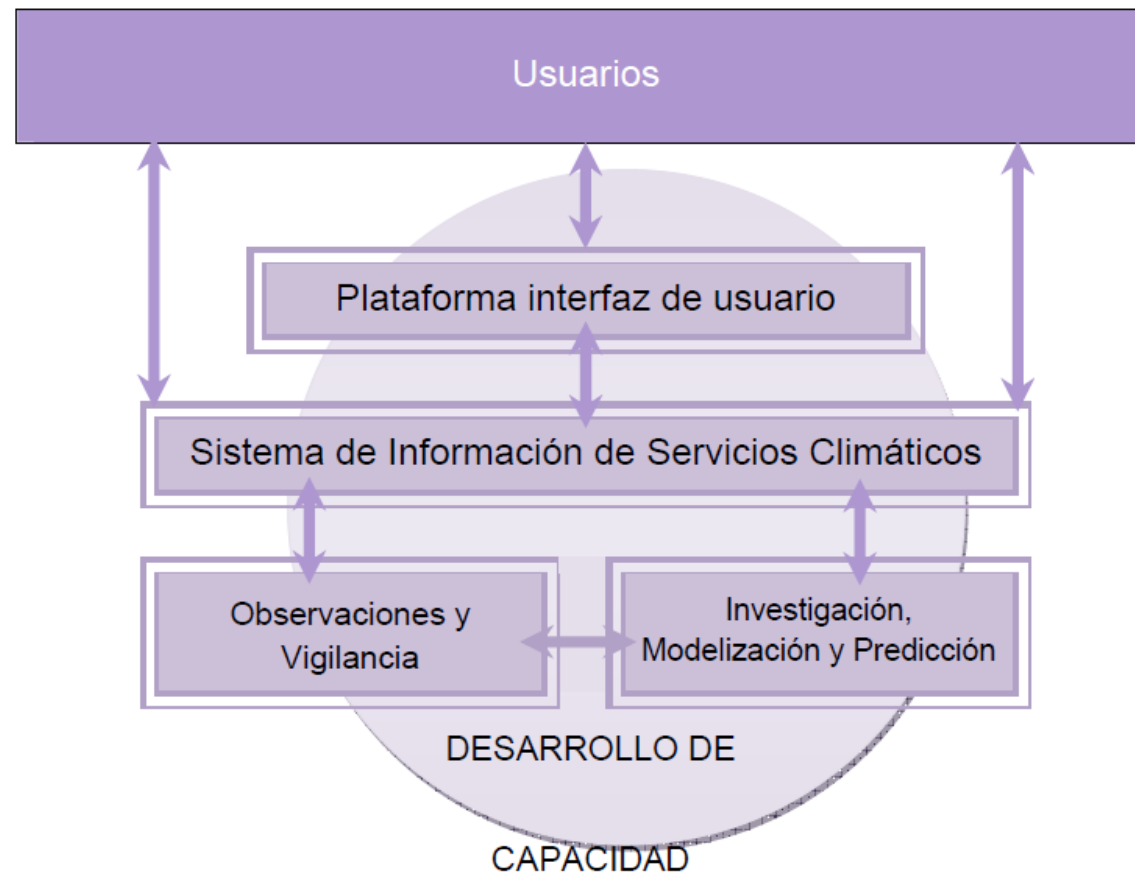 Usuarios
Plataforma interfaz de usuario
Sistema de Información de Servicios Climáticos
Observaciones y
Vigilancia
Investigación,
Modelización y Predicción
DESARROLLO DE
CAPACIDAD